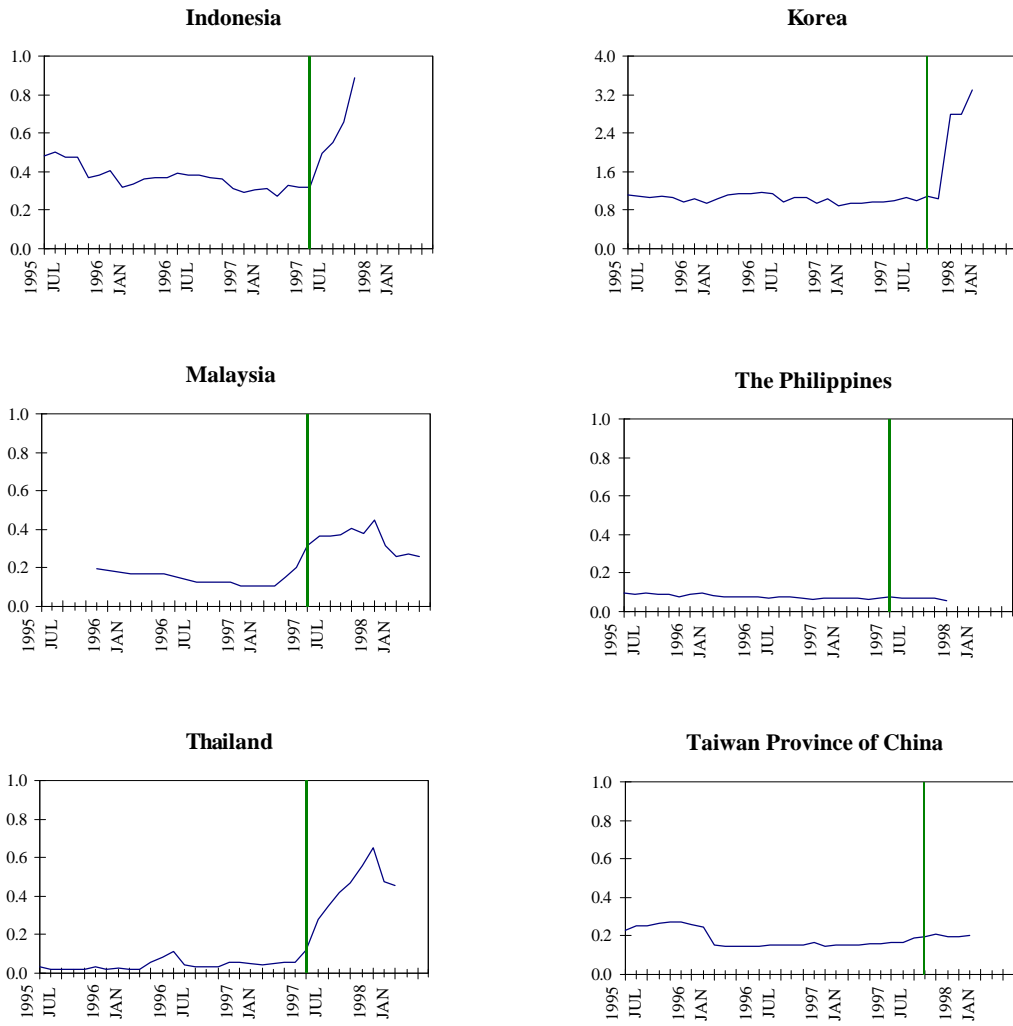 Indonesia
1.0
0.8
0.6
0.4
0.2
0.0
1995
JUL
1996
JAN
1996
JUL
1997
JAN
1997
JUL
1998
JAN
Korea
4.0
3.2
2.4
1.6
0.8
0.0
1995
JUL
1996
JAN
1996
JUL
1997
JAN
1997
JUL
1998
JAN
Malaysia
1.0
0.8
0.6
0.4
0.2
0.0
1995
JUL
1996
JAN
1996
JUL
1997
JAN
1997
JUL
1998
JAN
The Philippines
1.0
0.8
0.6
0.4
0.2
0.0
1995
JUL
1996
JAN
1996
JUL
1997
JAN
1997
JUL
1998
JAN
Thailand
1.0
0.8
0.6
0.4
0.2
0.0
1995
JUL
1996
JAN
1996
JUL
1997
JAN
1997
JUL
1998
JAN
Taiwan Province of China
1.0
0.8
0.6
0.4
0.2
0.0
1995
JUL
1996
JAN
1996
JUL
1997
JAN
1997
JUL
1998
JAN